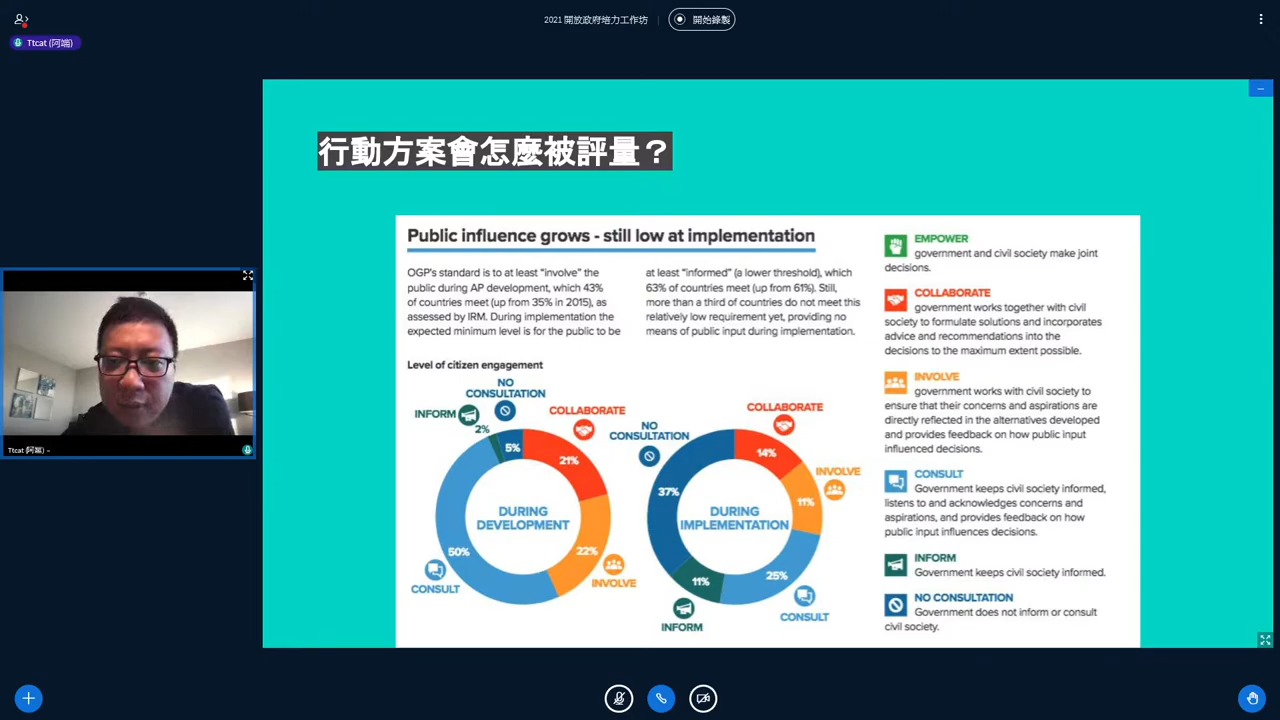 2021 開放政府培力工作坊
開始錄製
Ttcat (阿端)
行動方案會怎麼被評量？
Public influence grows - still low at implementation
OGP's standard is to at least "involve" the
public during AP development, which 43%
of countries meet (up from 35% in 2015), as
assessed by IRM. During implementation the
expected minimum level is for the public to be
at least "informed" (a lower threshold), which
63% of countries meet (up from 61%). Still,
more than a third of countries do not meet this
relatively low requirement yet, providing no
means of public input during implementation.
Level of citizen engagement
NO
CONSULTATION
INFORM
COLLABORATE
2%
5%
21%
DURING
DEVELOPMENT
50%
22%
CONSULT
INVOLVE
COLLABORATE
NO
CONSULTATION
14%
INVOLVE
37%
11%
DURING
IMPLEMENTATION
11%
25%
CONSULT
INFORM
EMPOWER
government and civil society make joint
decisions.
COLLABORATE
government works together with civil
society to formulate solutions and incorporates
advice and recommendations into the
decisions to the maximum extent possible.
INVOLVE
government works with civil society to
ensure that their concerns and aspirations are
directly reflected in the alternatives developed
and provides feedback on how public input
influenced decisions.
CONSULT
Government keeps civil society informed,
listens to and acknowledges concerns and
aspirations, and provides feedback on how
public input influences decisions.
INFORM
Government keeps civil society informed.
NO CONSULTATION
Government does not inform or consult
civil society.
Ttcat (阿端)